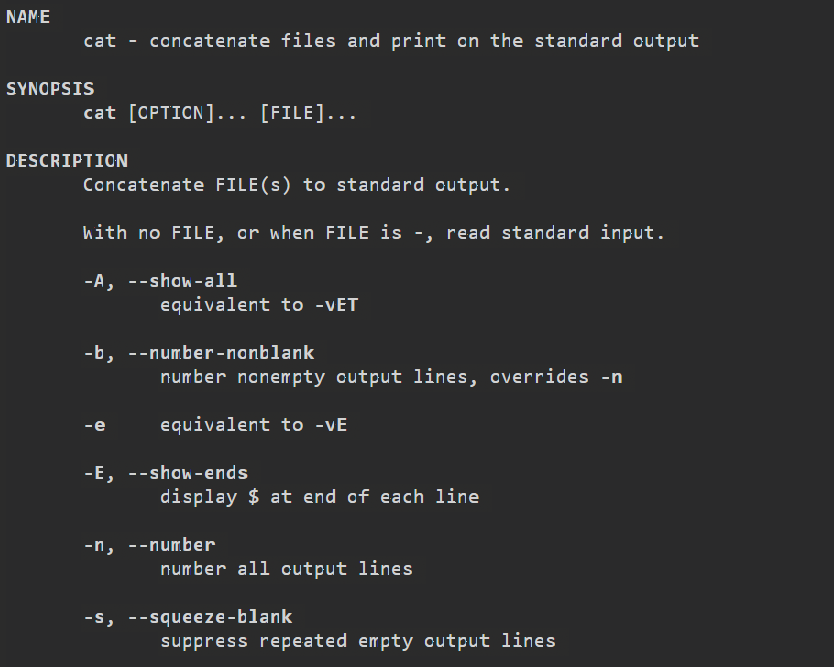 NAME
cat - concatenate files and print on the standard output
SYNOPSIS
cat [OPTION]... [FILE]...
DESCRIPTION
Concatenate FILE(s) to standard output.
With no FILE, or when FILE is -, read standard input.
-A, --show-all
equivalent to -vET
-b, --number-nonblank
number nonempty output lines, overrides -n
-e     equivalent to -vE
-E, --show-ends
display $ at end of each line
-n, --number
number all output lines
-s, --squeeze-blank
suppress repeated empty output lines